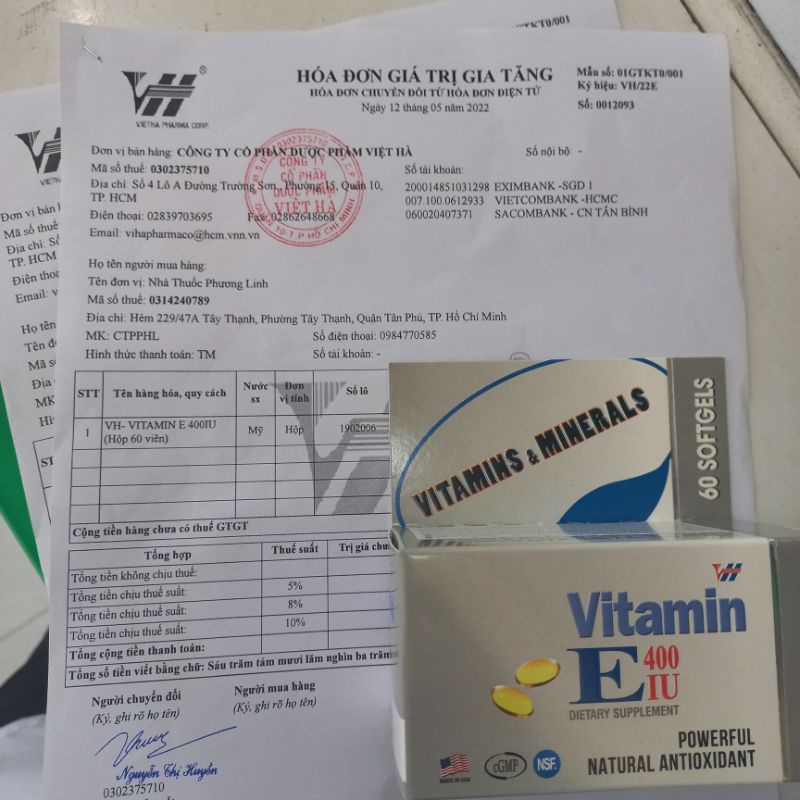 TKT0/001
VH
VIETHA PHARMA CORP.
HÓA ĐƠN GIÁ TRỊ GIA TĂNG
HÓA ĐƠN CHUYỂN ĐỔI TỪ HÓA ĐƠN ĐIỆN TỬ
Ngày 12 tháng 05 năm 2022
Mẫu số: 01GTKT0/001
Ký hiệu: VH/22E
Số: 0012093
Đơn vị bán hàng: CÔNG TY CỔ PHẦN DƯỢC PHẨM VIỆT HÀ
Số nội bộ: -
Mã số thuế: 0302375710
Số tài khoản:
Địa chỉ: Số 4 Lô A Đường Trường Sơn, Phường 15, Quận 10,
TP. HCM
200014851031298 EXIMBANK -SGD 1
007.100.0612933 VIETCOMBANK -HCMC
060020407371 SACOMBANK - CN TÂN BÌNH
Điện thoại: 02839703695 Fax: 02862648668
Email: vihapharmaco@hcm.vnn.vn
CÔNG TY
CỔ PHẦN
DƯỢC PHẨM
VIỆT HÀ
Họ tên người mua hàng:
Tên đơn vị: Nhà Thuốc Phương Linh
Mã số thuế: 0314240789
Địa chỉ: Hẻm 229/47A Tây Thạnh, Phường Tây Thạnh, Quận Tân Phú, TP. Hồ Chí Minh
MK: CTPPHL Số điện thoại: 0984770585
Hình thức thanh toán: TM Số tài khoản: -
STT Tên hàng hóa, quy cách Nước sx Đơn vị tính Số lô
1 VH- VITAMIN E 400IU Mỹ Hộp 1902006
(Hộp 60 viên)
Cộng tiền hàng chưa có thuế GTGT
Tổng hợp Thuế suất Trị giá chư
Tổng tiền không chịu thuế:
Tổng tiền chịu thuế suất: 5%
Tổng tiền chịu thuế suất: 8%
Tổng tiền chịu thuế suất: 10%
Tổng cộng tiền thanh toán:
Tổng số tiền viết bằng chữ: Sáu trăm tám mươi lăm nghìn ba trăm
Người chuyển đổi Người mua hàng
(Ký, ghi rõ họ tên) (Ký, ghi rõ họ tên)
Nguyễn Thị Huyền
0302375710
VITAMINS & MINERALS
60 SOFTGELS
VH
Vitamin
E 400
IU
DIETARY SUPPLEMENT
POWERFUL
NATURAL ANTIOXIDANT
MADE IN USA
cGMP
NSF